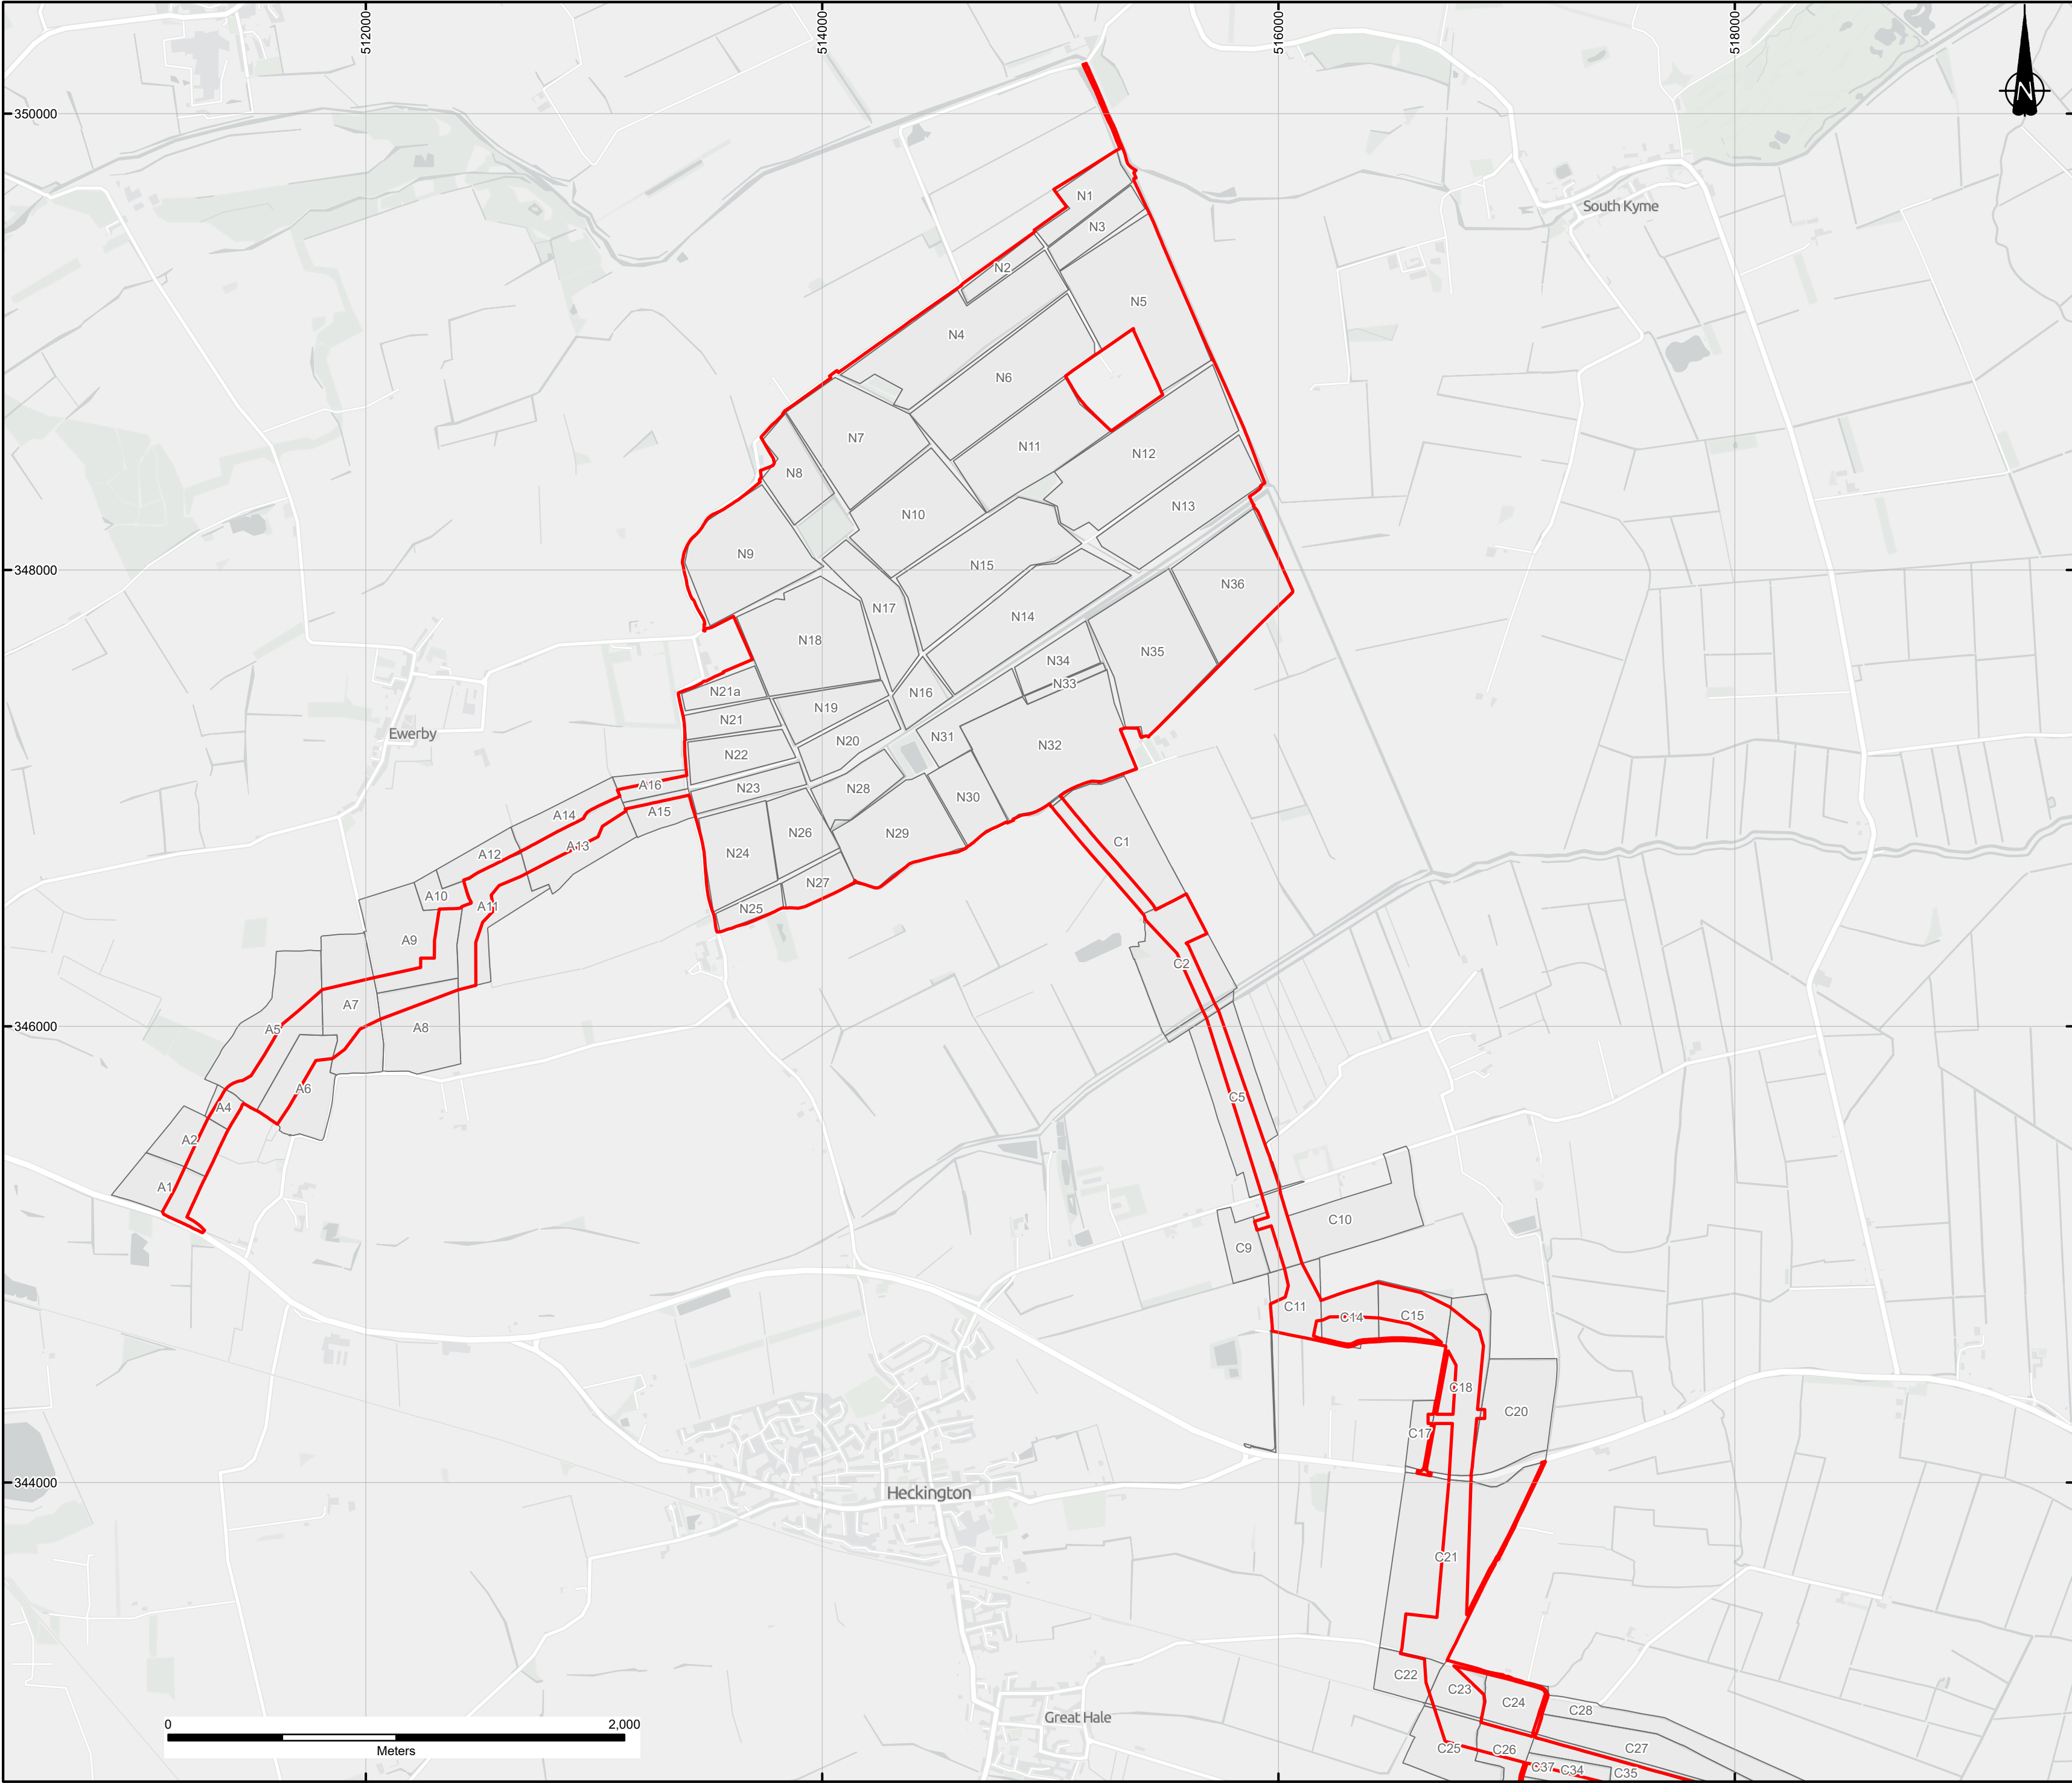 512000
514000
516000
518000
N
350000
South Kyme
N1
N3
N2
N5
N4
N6
N7
N11
N12
N8
N13
N10
N9
N15
348000
N36
N17
N14
N18
N35
N34
N33
N21a
N16
N19
N21
Ewerby
N20
N31
N32
N22
A16
N23
N28
N30
A14
A15
N26
N29
C1
A13
A12
N24
N27
A10
A11
N25
A9
C2
A7
346000
A5
A8
A6
C5
A4
A2
A1
C10
C9
C11
C14
C15
C18
C20
C17
344000
Heckington
C21
C22
C23
C24
C28
Great Hale
0
2,000
Meters
C25
C26
C27
C37
C34
C35